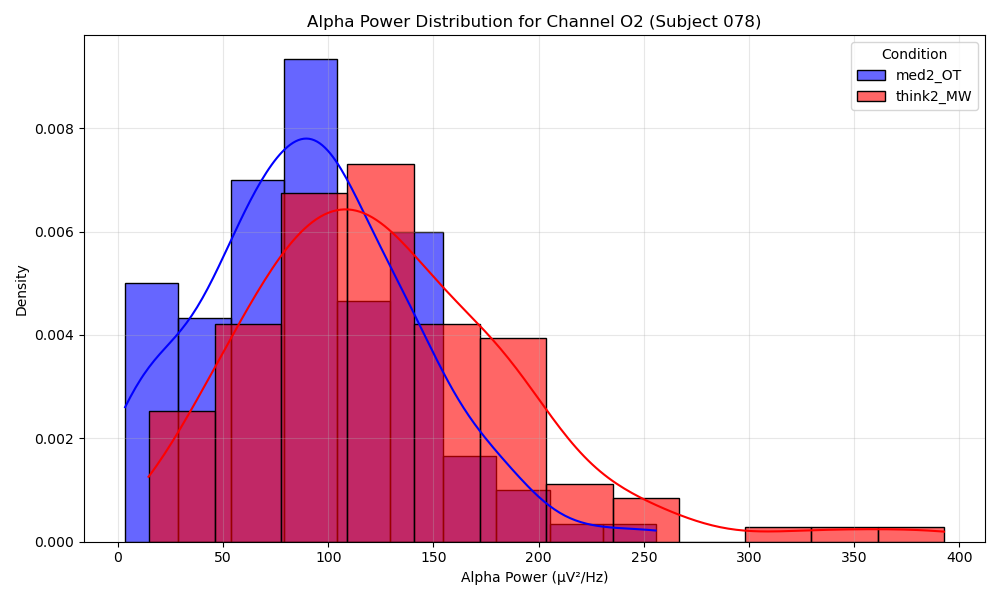 Alpha Power Distribution for Channel O2 (Subject 078)
Condition
med2_OT
think2_MW
Density
0.008
0.006
0.004
0.002
0.000
0 50 100 150 200 250 300 350 400
Alpha Power (µV²/Hz)